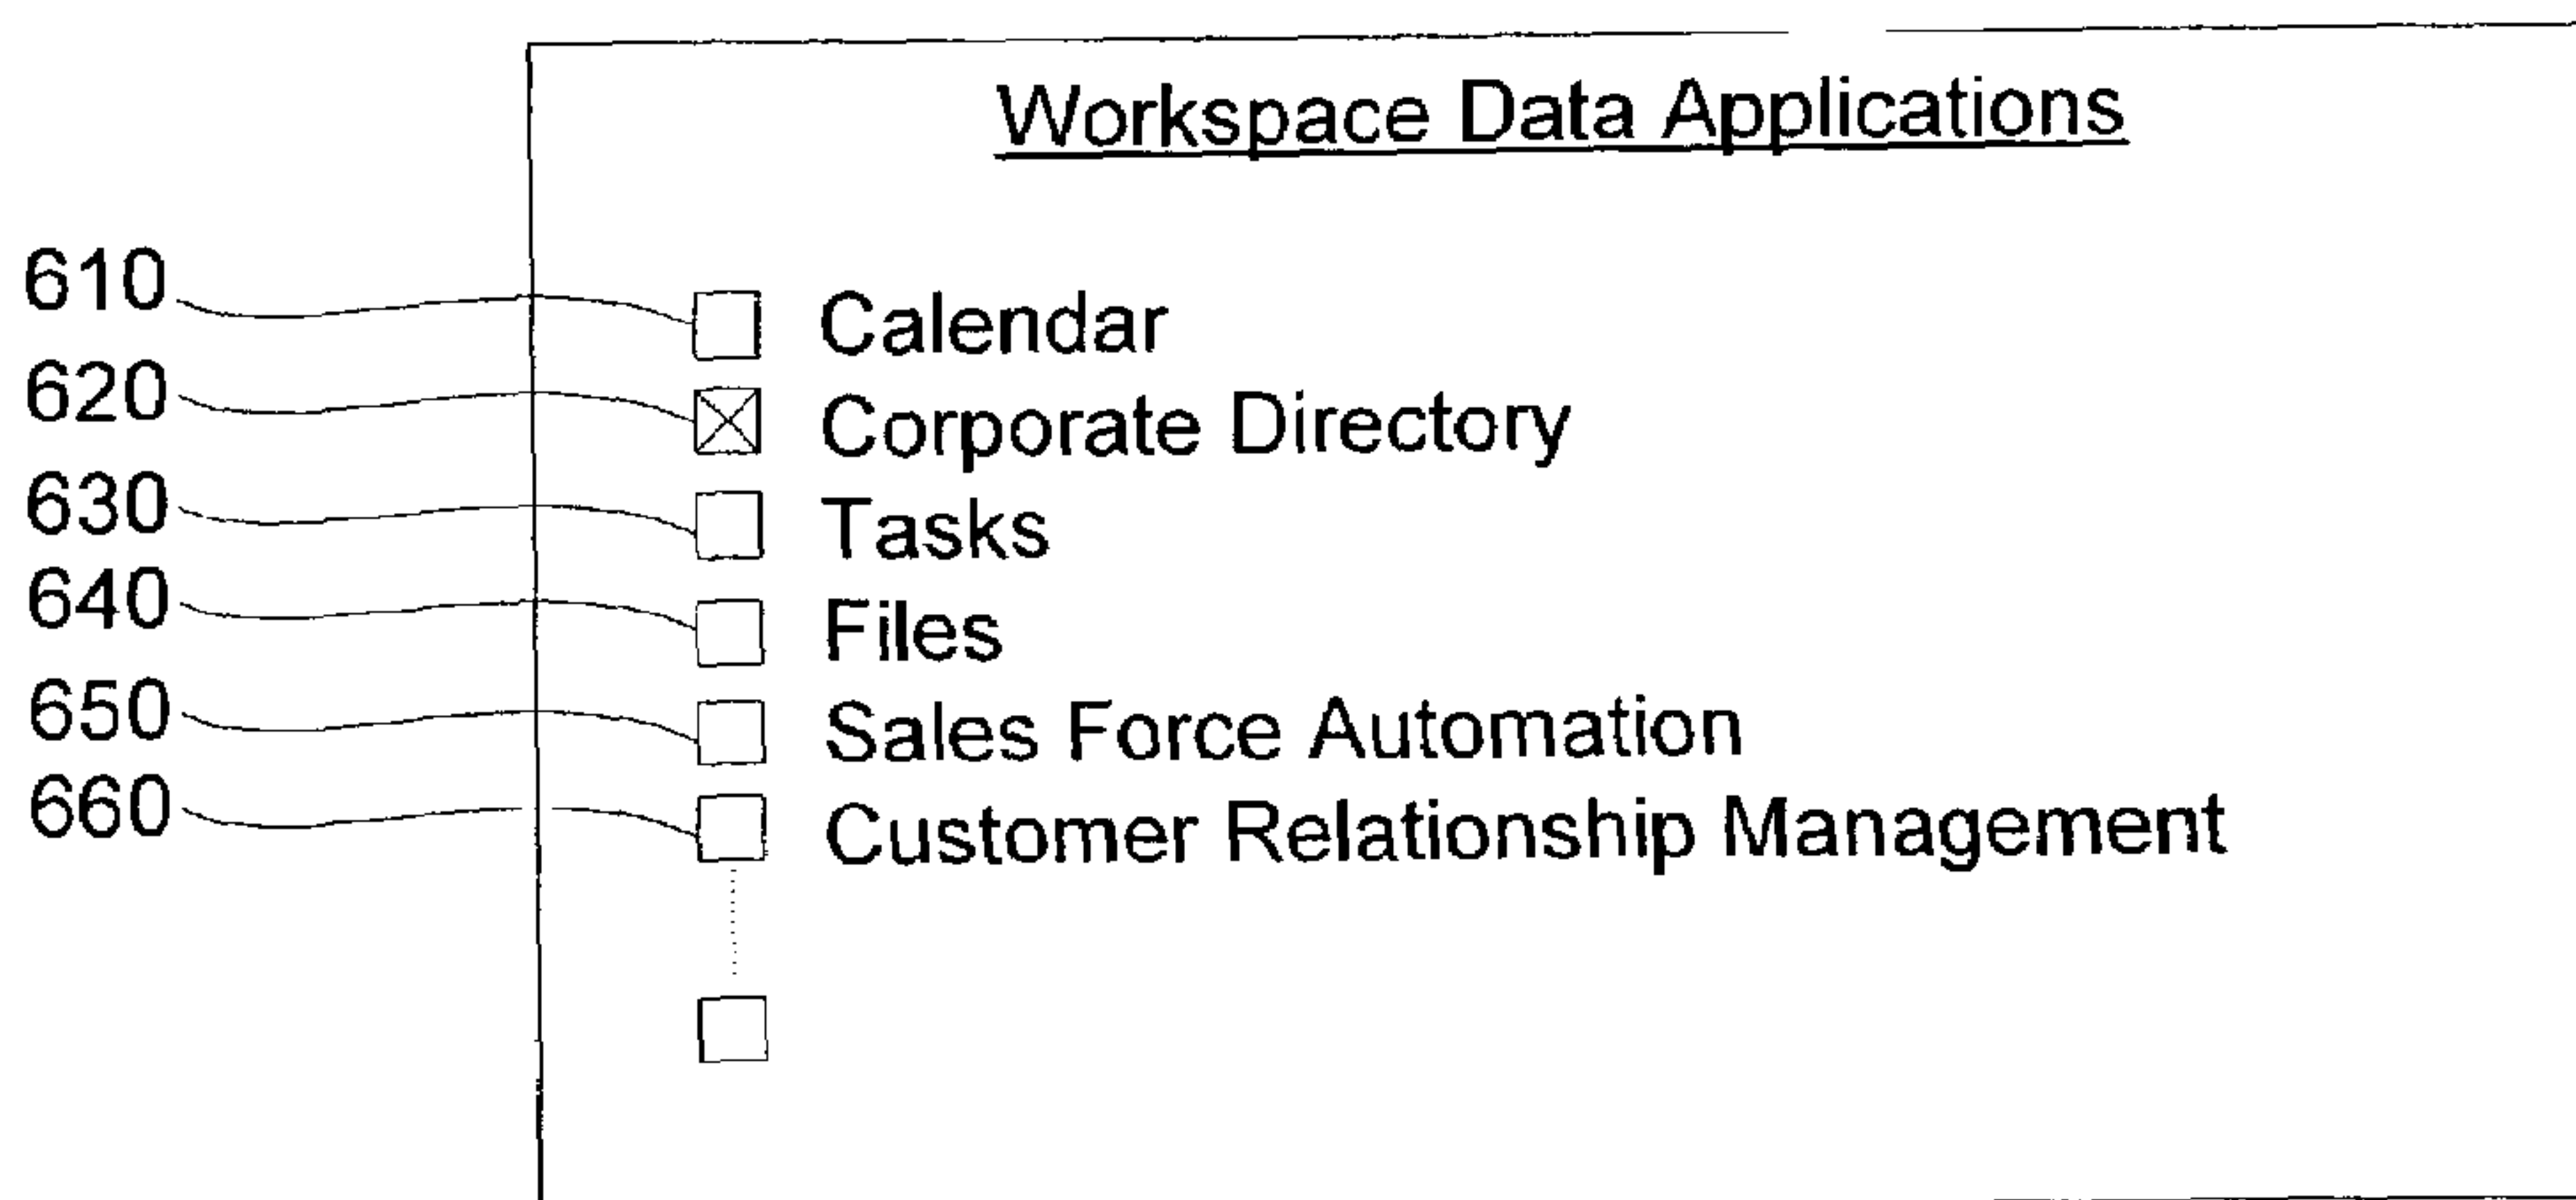 Workspace Data Applications
610 Calendar
620 Corporate Directory
630 Tasks
640 Files
650 Sales Force Automation
660 Customer Relationship Management